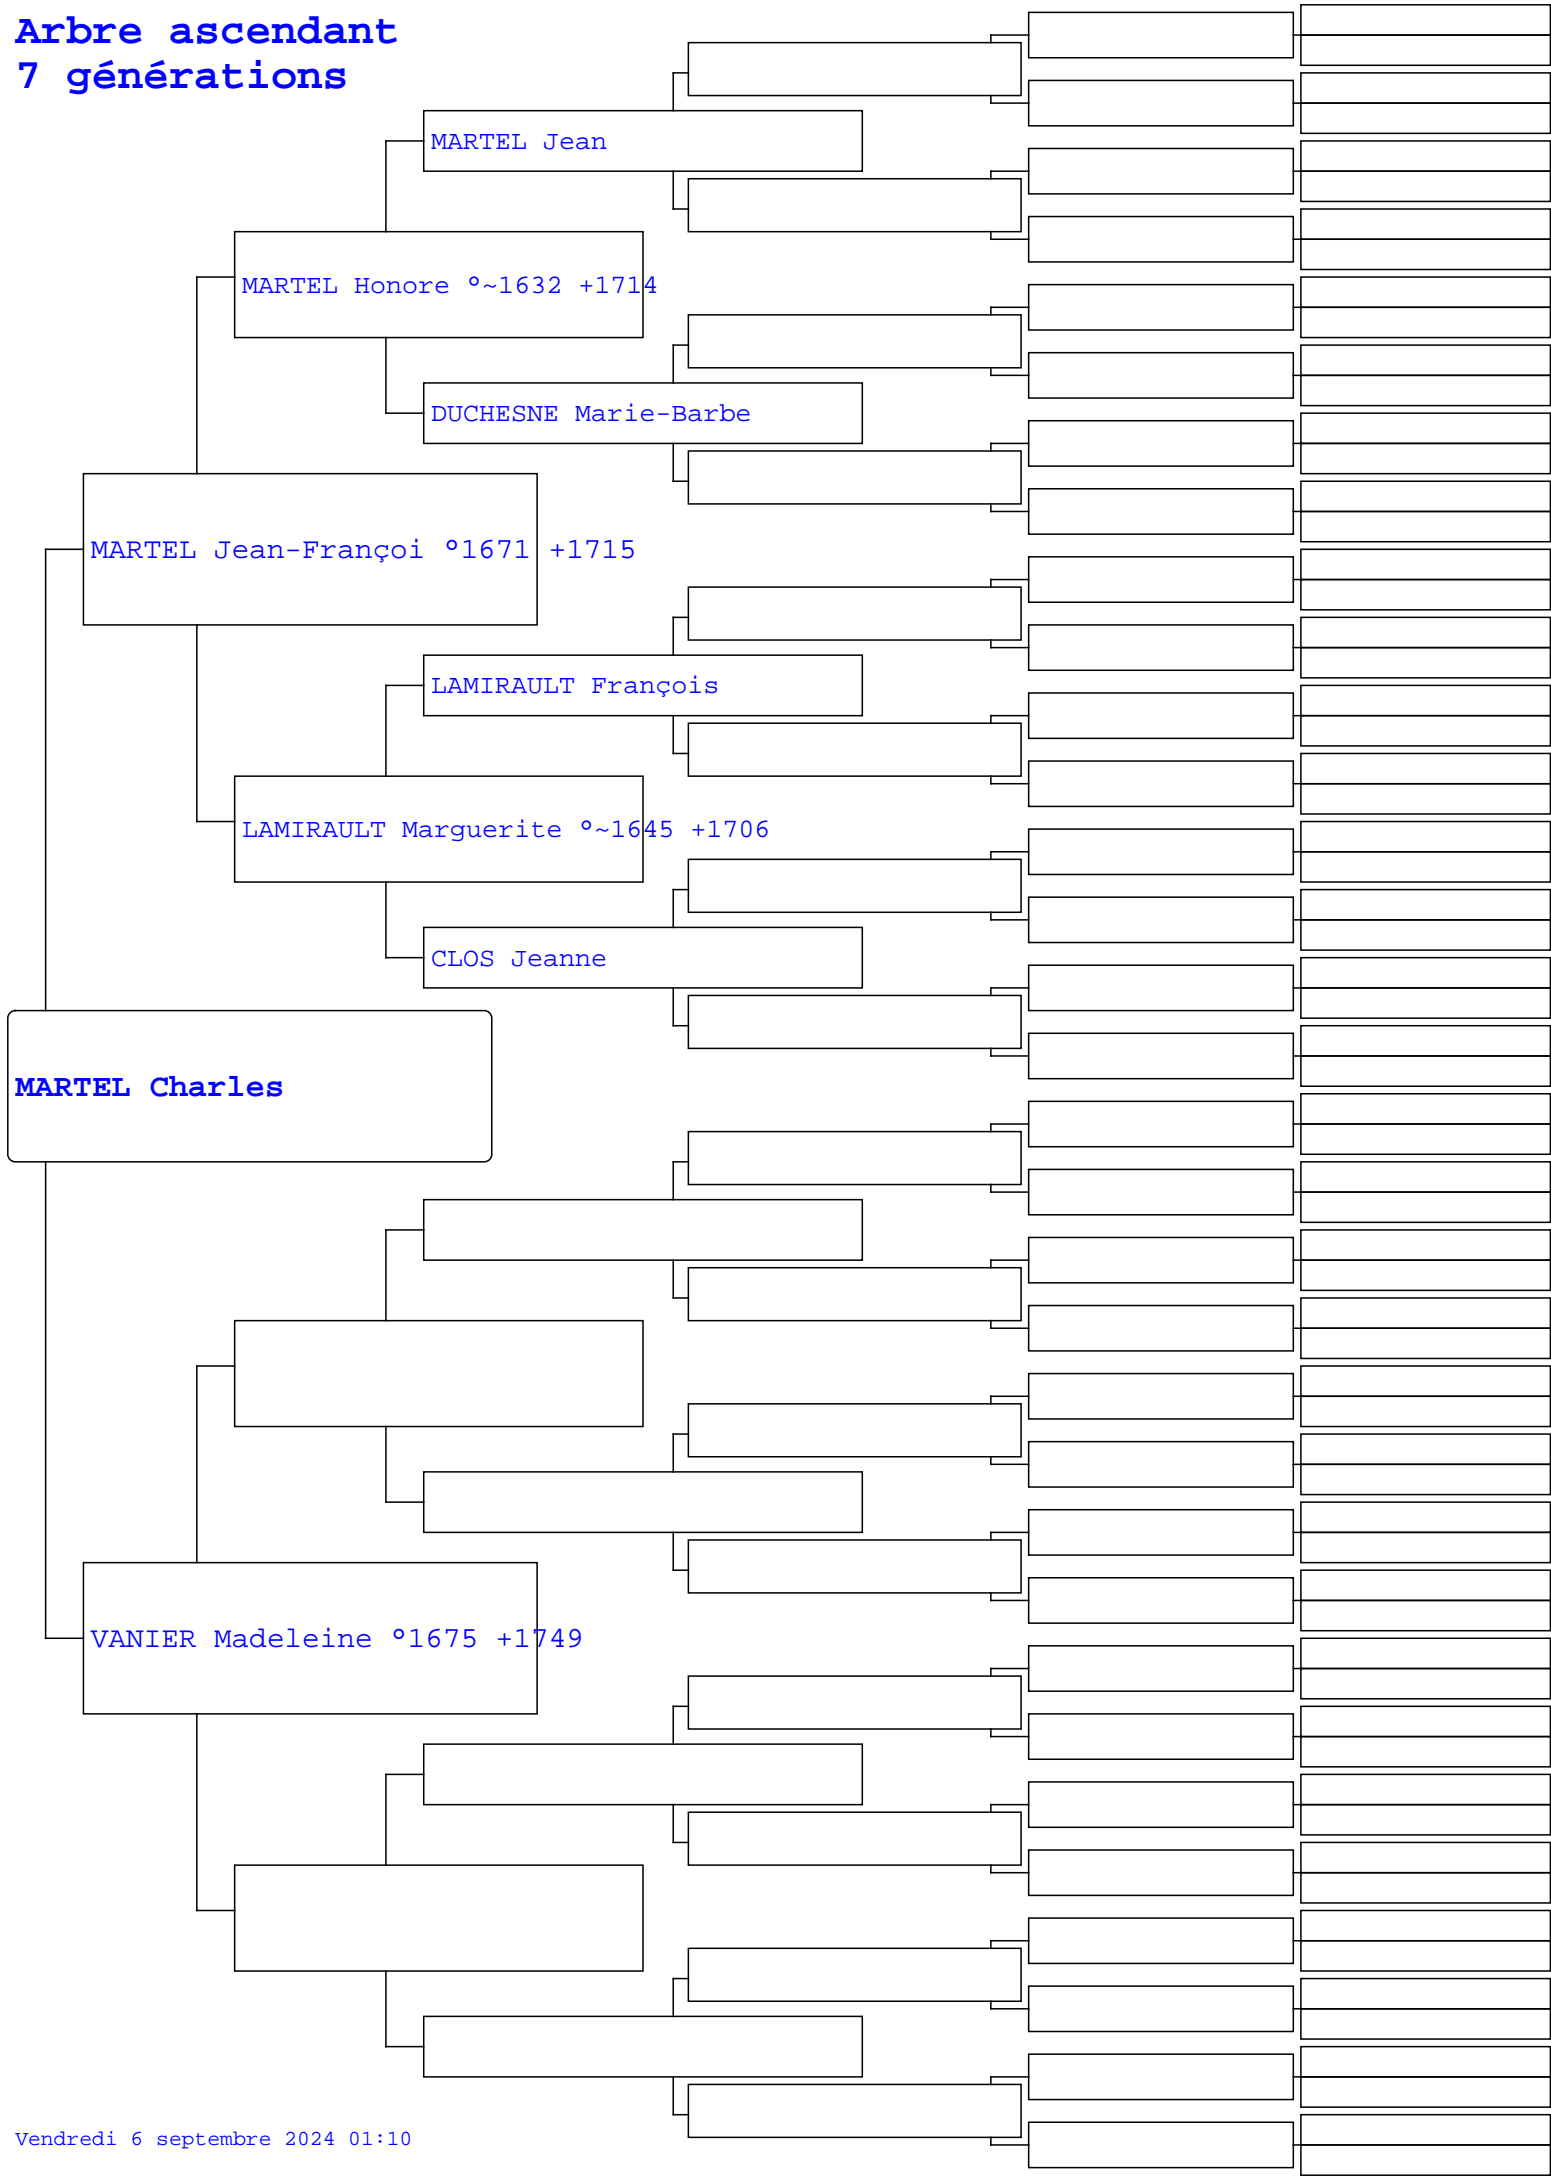 Arbre ascendant
7 générations
MARTEL Jean
MARTEL Honore °~1632 +1714
DUCHESNE Marie-Barbe
MARTEL Jean-Françoi °1671 +1715
LAMIRAULT François
LAMIRAULT Marguerite °~1645 +1706
CLOS Jeanne
MARTEL Charles
VANIER Madeleine °1675 +1749
Vendredi 6 septembre 2024 01:10